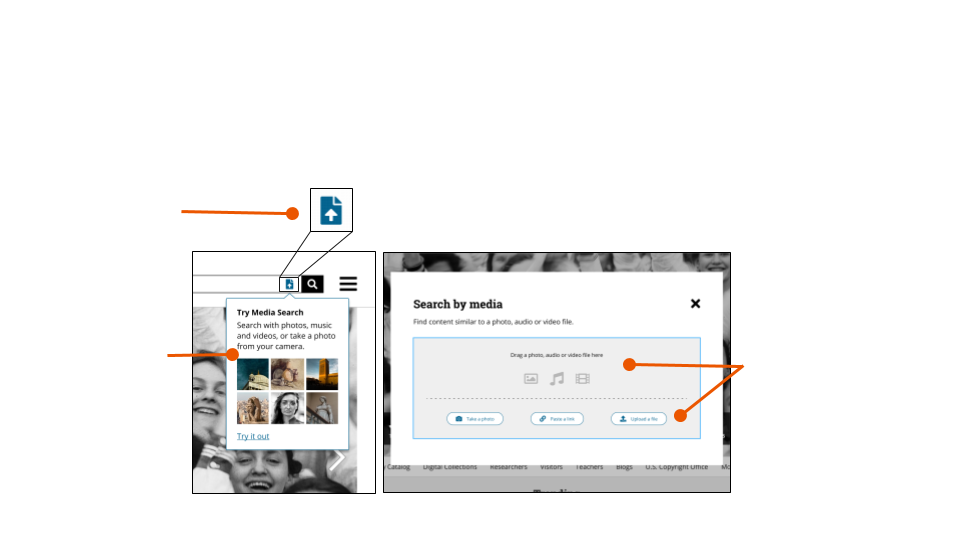 Try Media Search
Search with photos, music
and videos, or take a photo
from your camera.
Try it out
Search by media
Find content similar to a photo, audio or video file.
Drag a photo, audio or video file here
Take a photo
Paste a link
Upload a file
Catalog
Digital Collections
Researchers
Visitors
Teachers
Blogs
U.S. Copyright Office